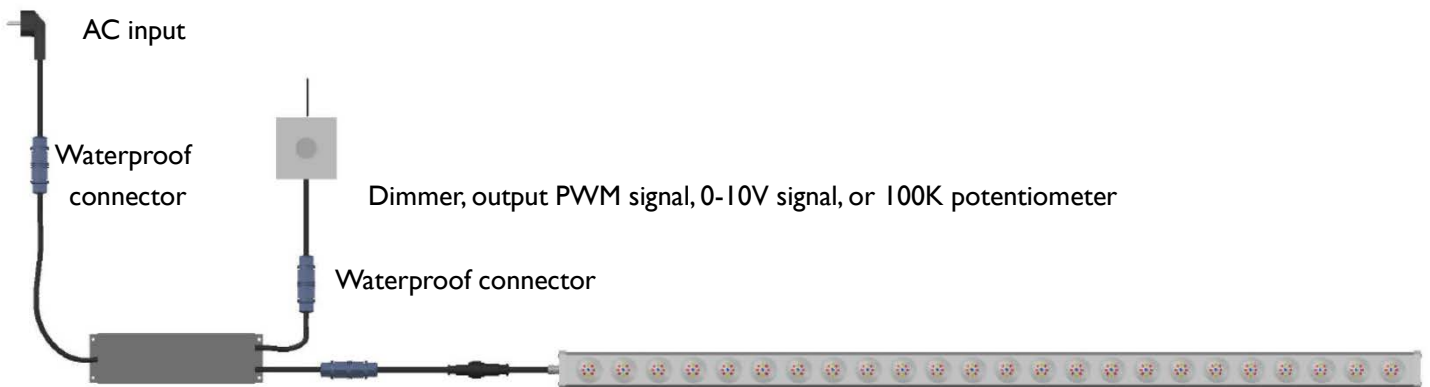 AC input
Waterproof
connector
Dimmer, output PWM signal, 0-10V signal, or 100K potentiometer
Waterproof connector